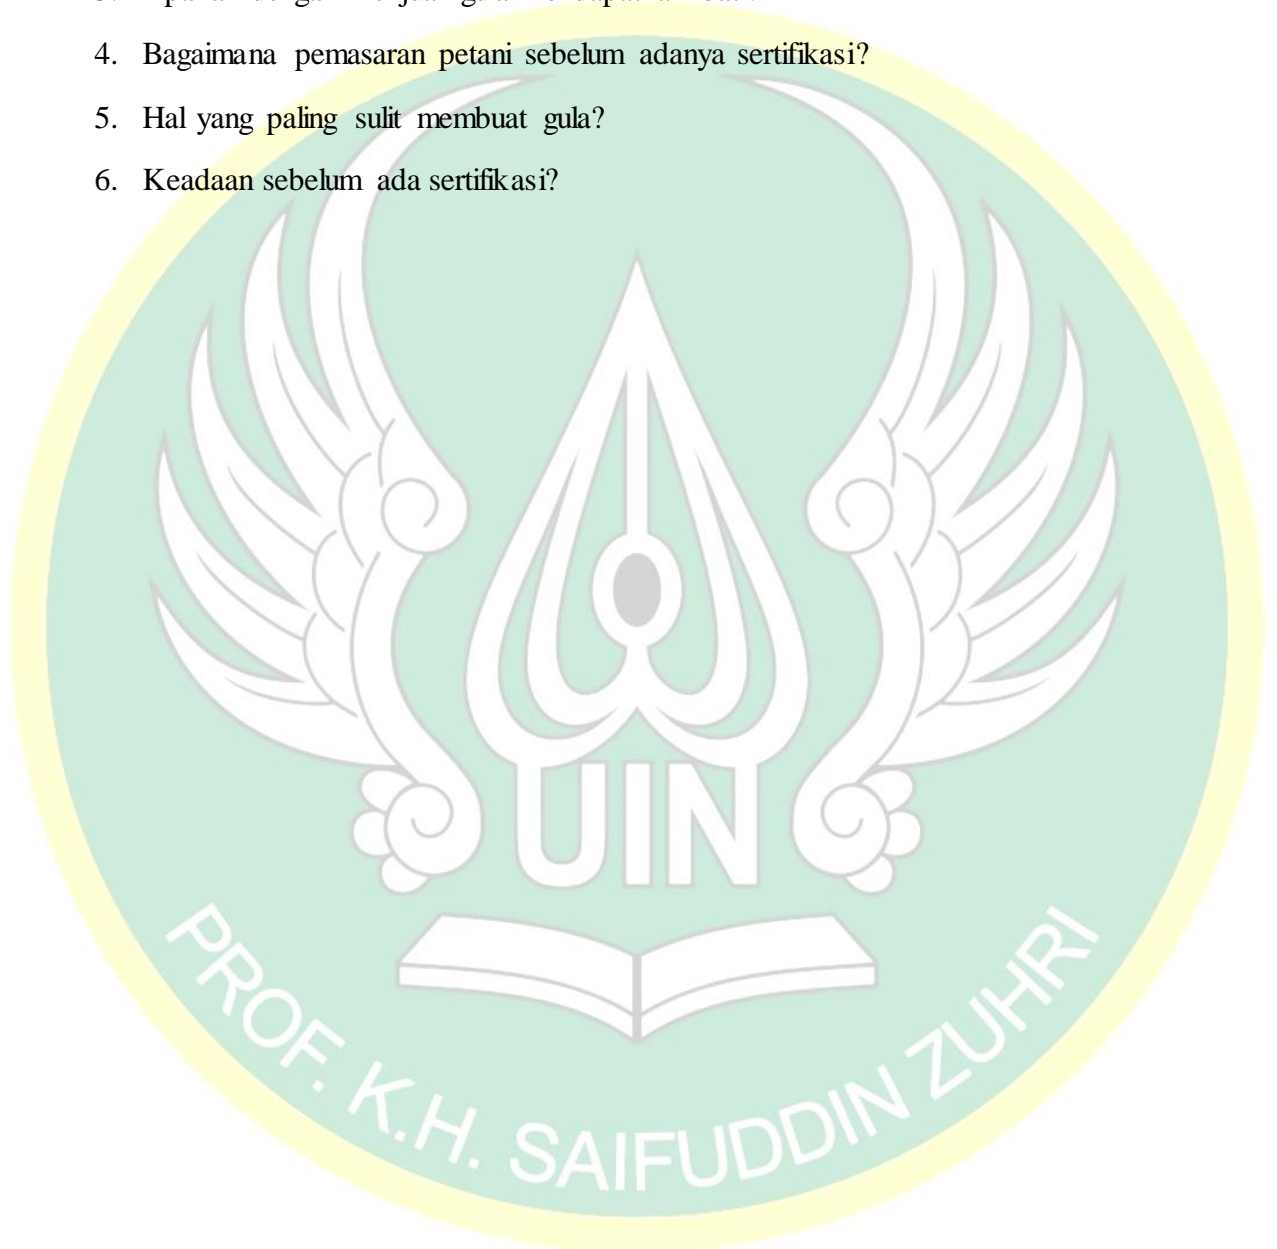 4. Bagaimana pemasaran petani sebelum adanya sertifikasi?
5. Hal yang paling sulit membuat gula?
6. Keadaan sebelum ada sertifikasi?
UIN
PROF. K.H. SAIFUDDIN ZUHRI